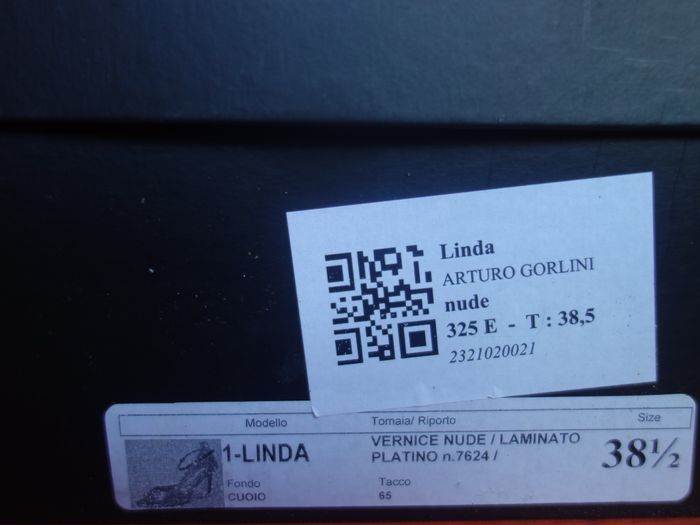 Linda
ARTURO GORLINI
nude
325 E - T : 38,5
2321020021
Modello Tomaia/ Riporto Size
1-LINDA VERNICE NUDE / LAMINATO
PLATINO n.7624 / 38½
Fondo Tacco
CUOIO 65